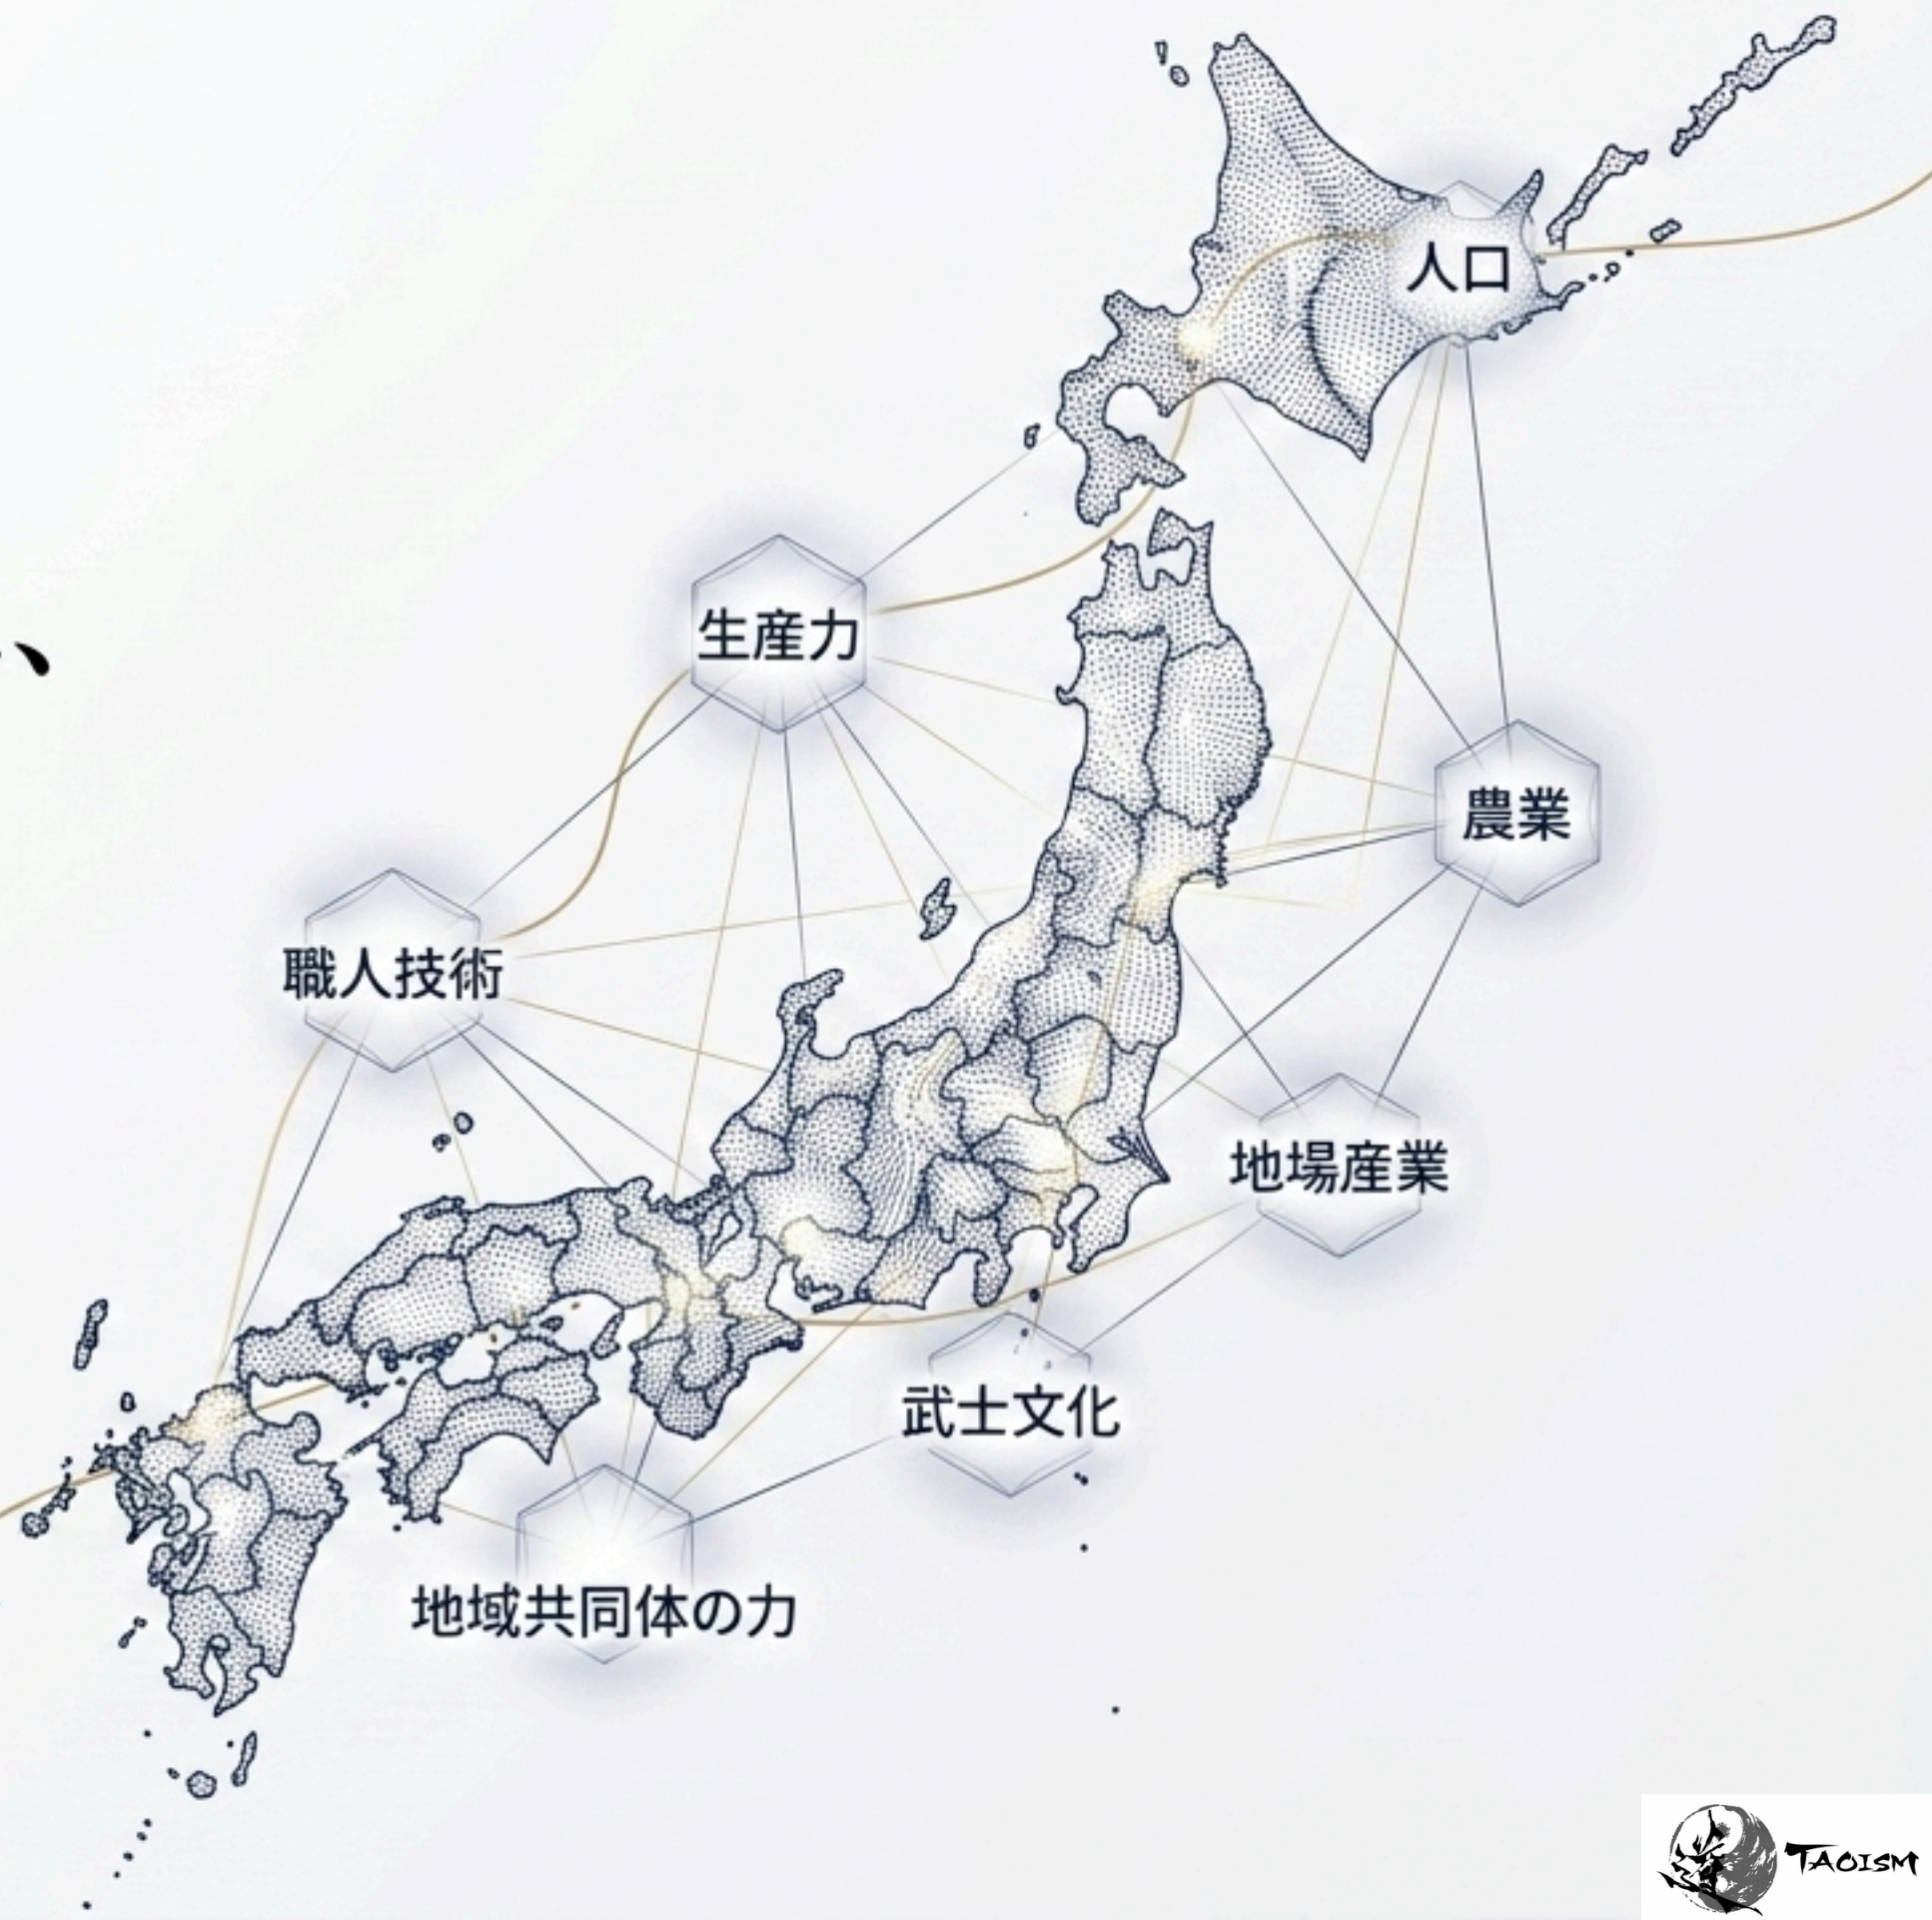 人口
生産力
、
農業
職人技術
地場産業
武士文化
地域共同体の力
道
TAOISM